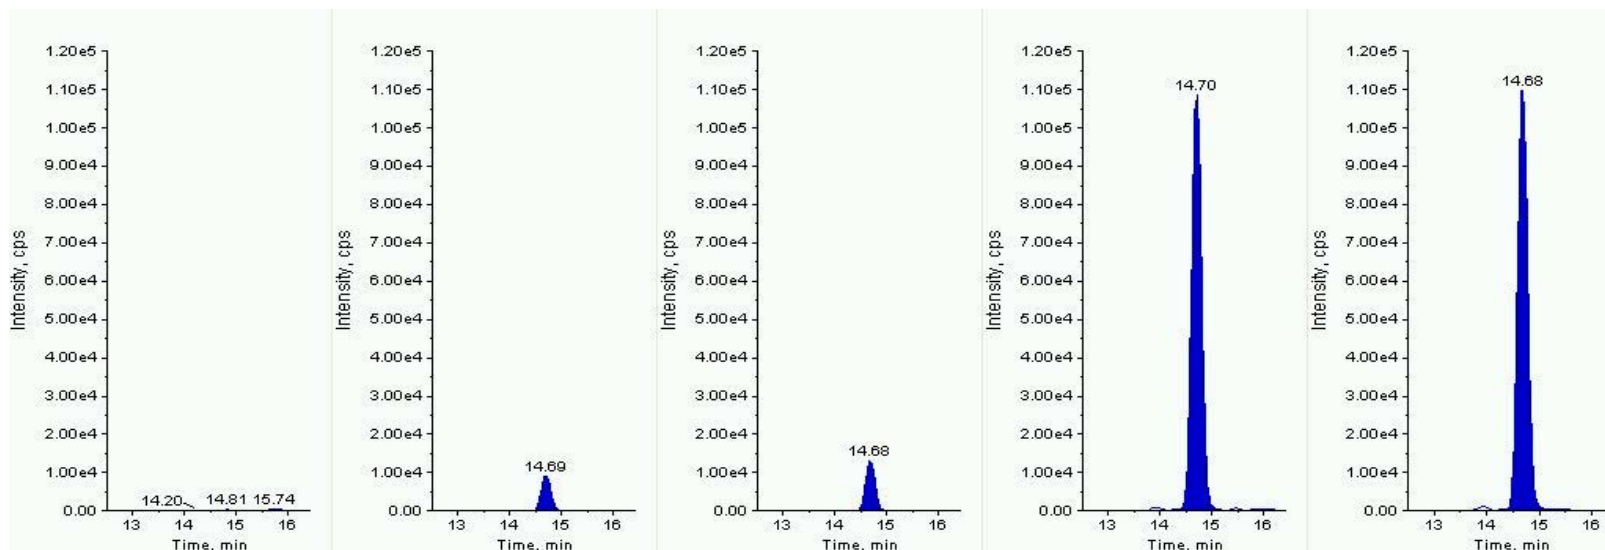 1.20e5
1.10e5
1.00e5
9.00e4
8.00e4
7.00e4
6.00e4
5.00e4
4.00e4
3.00e4
2.00e4
1.00e4
0.00
Intensity, cps
14.20 14.81 15.74
13 14 15 16
Time, min
1.20e5
1.10e5
1.00e5
9.00e4
8.00e4
7.00e4
6.00e4
5.00e4
4.00e4
3.00e4
2.00e4
1.00e4
0.00
Intensity, cps
14.69
13 14 15 16
Time, min
1.20e5
1.10e5
1.00e5
9.00e4
8.00e4
7.00e4
6.00e4
5.00e4
4.00e4
3.00e4
2.00e4
1.00e4
0.00
Intensity, cps
14.68
13 14 15 16
Time, min
1.20e5
1.10e5
1.00e5
9.00e4
8.00e4
7.00e4
6.00e4
5.00e4
4.00e4
3.00e4
2.00e4
1.00e4
0.00
Intensity, cps
14.70
13 14 15 16
Time, min
1.20e5
1.10e5
1.00e5
9.00e4
8.00e4
7.00e4
6.00e4
5.00e4
4.00e4
3.00e4
2.00e4
1.00e4
0.00
Intensity, cps
14.68
13 14 15 16
Time, min